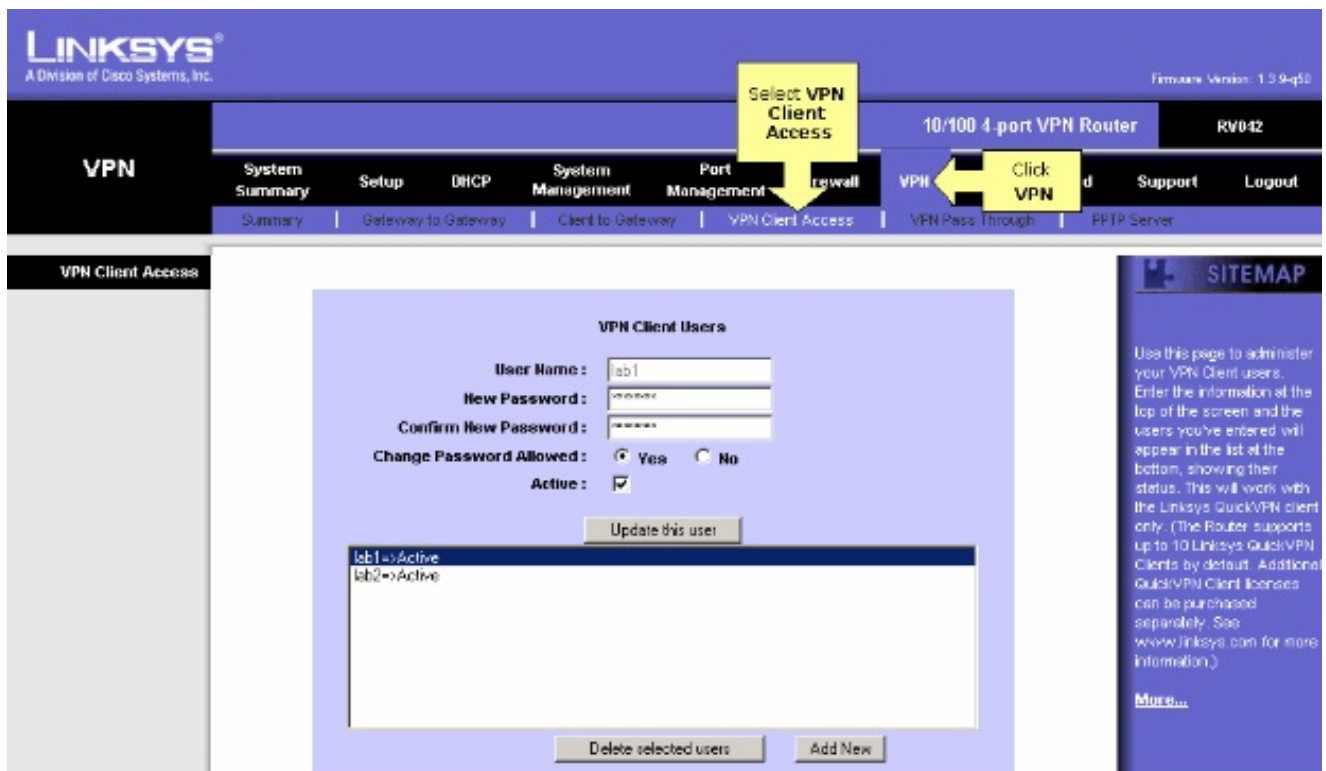 LINKSYS®
A Division of Cisco Systems, Inc.
Firmware Version: 1.3.9-q50
Select VPN
Client
Access
10/100 4-port VPN Router
RV042
VPN
System
Summary
Setup
DHCP
System
Management
Port
Management
VPN
Click
VPN
Support
Logout
Summary | Gateway to Gateway | Client to Gateway | VPN Client Access | VPN Pass Through | PPTP Server
VPN Client Access
SITEMAP
VPN Client Users
User Name : lab1
New Password : *******
Confirm New Password : *******
Change Password Allowed : Yes No
Active :
Update this user
lab1=>Active
lab2=>Active
Delete selected users
Add New
Use this page to administer
your VPN Client users.
Enter the information at the
top of the screen and the
users you've entered will
appear in the list at the
bottom, showing their
status. This will work with
the Linksys QuickVPN client
only. (The Router supports
up to 10 Linksys QuickVPN
Clients by default. Additional
QuickVPN Client licenses
can be purchased
separately. See
www.linksys.com for more
information.)
More...